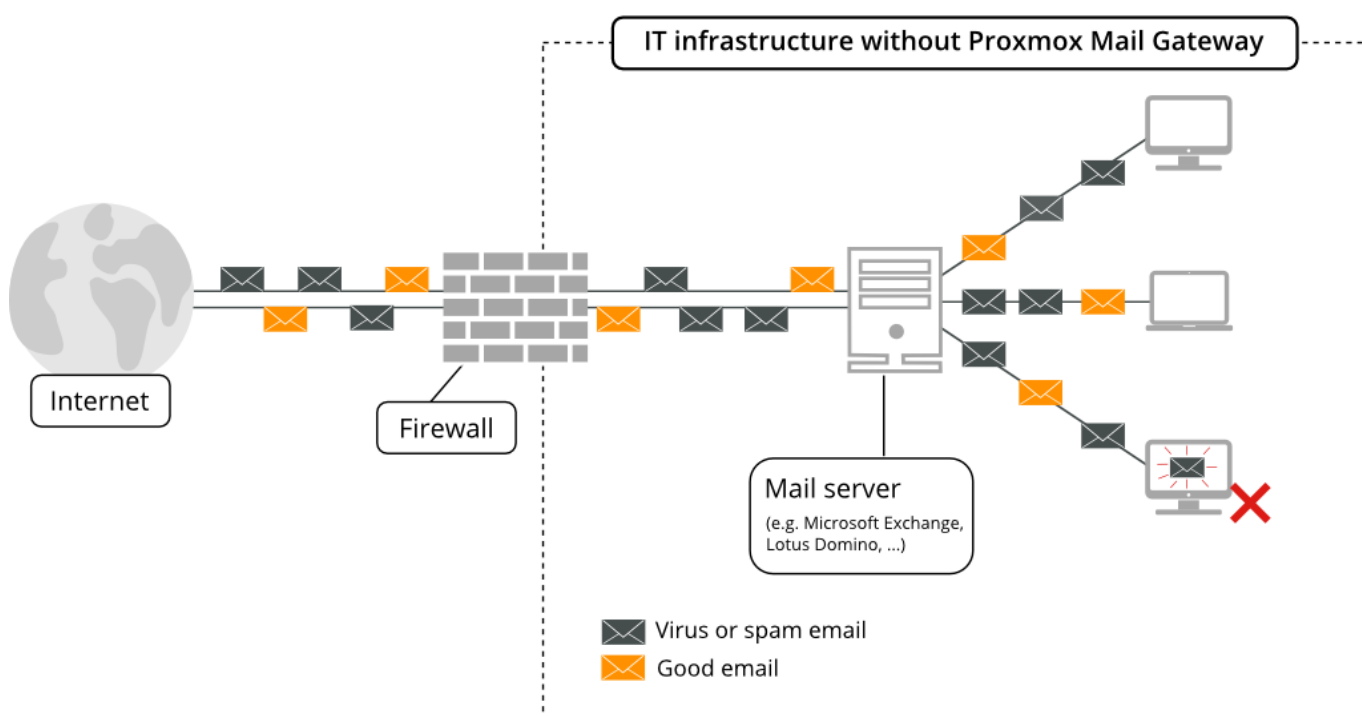 IT infrastructure without Proxmox Mail Gateway
Internet
Firewall
Mail server
(e.g. Microsoft Exchange,
Lotus Domino, ...)
Virus or spam email
Good email